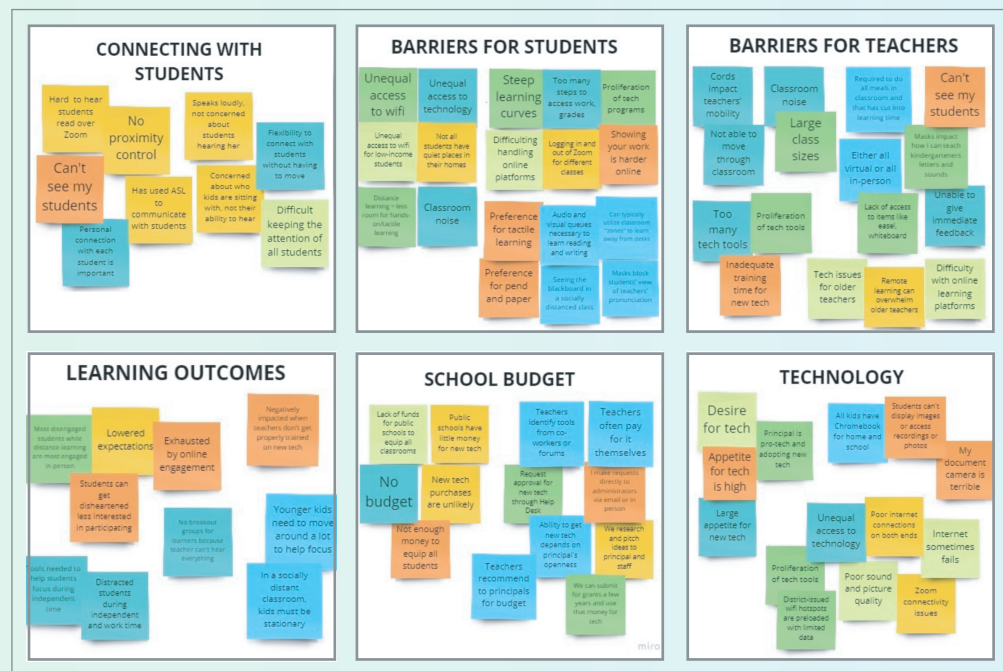 CONNECTING WITH
STUDENTS
Hard to hear
students
read over
Zoom
No
proximity
control
Speaks loudly,
not concerned
about
students
hearing her
Flexibility to
connect with
students
without having
to move
Can't
see my
students
Has used ASL
to
communicate
with students
Concerned
about who
kids are sitting
with, not their
ability to hear
Personal
connection
with each
student is
important
Difficult
keeping the
attention of
all students
BARRIERS FOR STUDENTS
Unequal
access
to wifi
Unequal
access to
technology
Steep
learning
curves
Too many
steps to
access work,
grades
Proliferation
of tech
programs
Unequal
access to wifi
for low-income
students
Not all
students have
quiet places in
their homes
Difficulting
handling
online
platforms
Logging in and
out of Zoom
for different
classes
Showing
your work
is harder
online
Distance
learning = less
room for hands-
on/tactile
learning
Classroom
noise
Preference
for tactile
learning
Audio and
visual queues
necessary to
learn reading
and writing
Can typically
utilize classroom
"zones" to learn
away from desks
Preference
for pend
and paper
Seeing the
blackboard in
a socially
distanced class
Masks block
students' view
of teachers'
pronunciation
BARRIERS FOR TEACHERS
Cords
impact
teachers'
mobility
Classroom
noise
Required to do
all meals in
classroom and
that has cut into
learning time
Can't
see my
students
Not able to
move
through
classroom
Large
class
sizes
Either all
virtual or all
in-person
Masks impact
how I can teach
kindergarteners
letters and
sounds
Too
many
tech tools
Proliferation
of tech tools
Lack of access
to items like
easel,
whiteboard
Unable to
give
immediate
feedback
Inadequate
training
time for
new tech
Tech issues
for older
teachers
Remote
learning can
overwhelm
older teachers
Difficulty
with online
learning
platforms
LEARNING OUTCOMES
Most disengaged
students while
distance learning
are most engaged
in person
Lowered
expectations
Exhausted
by online
engagement
Negatively
impacted when
teachers don't get
properly trained
on new tech
Students can
get
disheartened
less interested
in participating
No breakout
groups for
learners because
teacher can't hear
everything
Younger kids
need to move
around a lot
to help focus
ools needed to
help students
focus during
independent
time
Distracted
students
during
independent
and work time
In a socially
distant
classroom,
kids must be
stationary
SCHOOL BUDGET
Lack of funds
for public
schools to
equip all
classrooms
Public
schools have
little money
for new tech
Teachers
identify tools
from co-
workers or
forums
Teachers
often pay
for it
themselves
No
budget
New tech
purchases
are unlikely
Request
approval for
new tech
through Help
Desk
I make requests
directly to
administrators
via email or in
person
Not enough
money to
equip all
students
Ability to get
new tech
depends on
principal's
openness
We research
and pitch
ideas to
principal and
staff
Teachers
recommend
to principals
for budget
We can submit
for grants a few
years and use
that money for
tech
miro
TECHNOLOGY
Desire
for tech
Principal is
pro-tech and
adopting new
tech
All kids have
Chromebook
for home and
school
Students can't
display images
or access
recordings or
photos
Appetite
for tech
is high
My
document
camera is
terrible
Large
appetite for
new tech
Unequal
access to
technology
Poor internet
connections
on both ends
Internet
sometimes
fails
Proliferation
of tech tools
Poor sound
and picture
quality
Zoom
connectivity
issues
District-issued
wifi hotspots
are preloaded
with limited
data